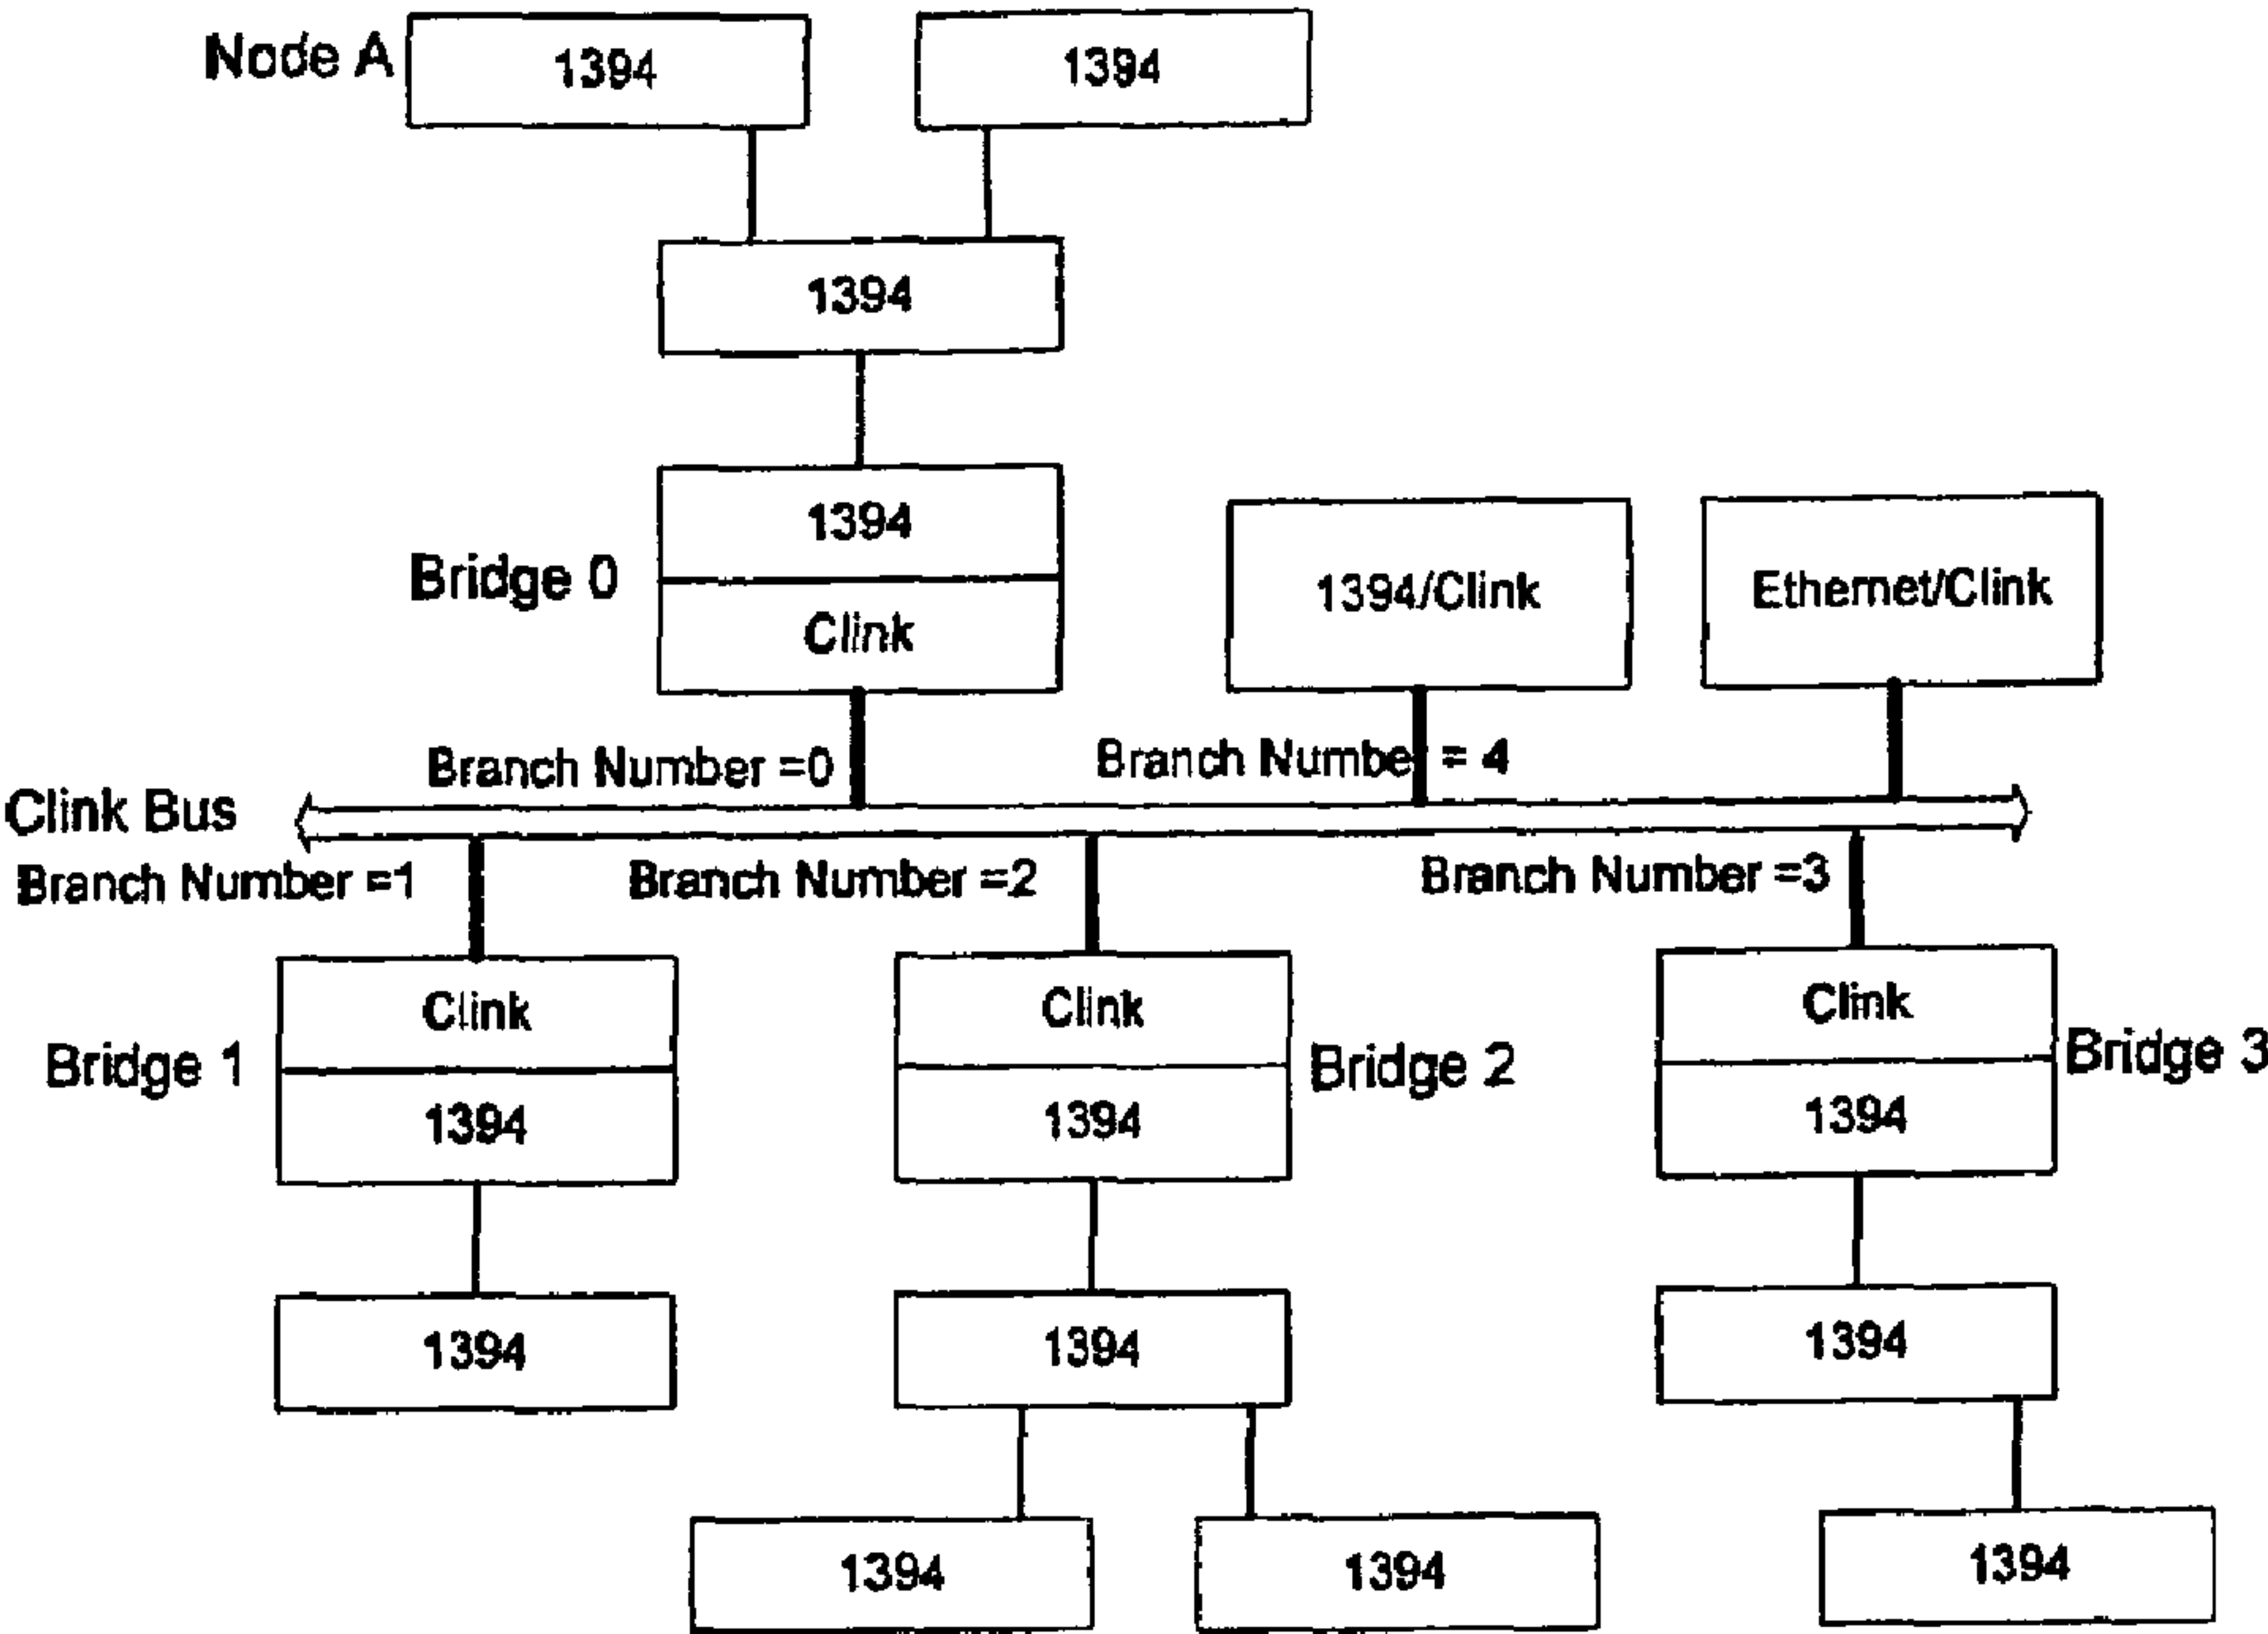 Node A
1394
1394
1394
1394
Bridge 0
Clink
1394/Clink
Ethernet/Clink
Branch Number =0
Branch Number = 4
Clink Bus
Branch Number =1
Branch Number =2
Branch Number =3
Clink
Bridge 1
1394
Clink
Bridge 2
1394
Clink
Bridge 3
1394
1394
1394
1394
1394
1394
1394